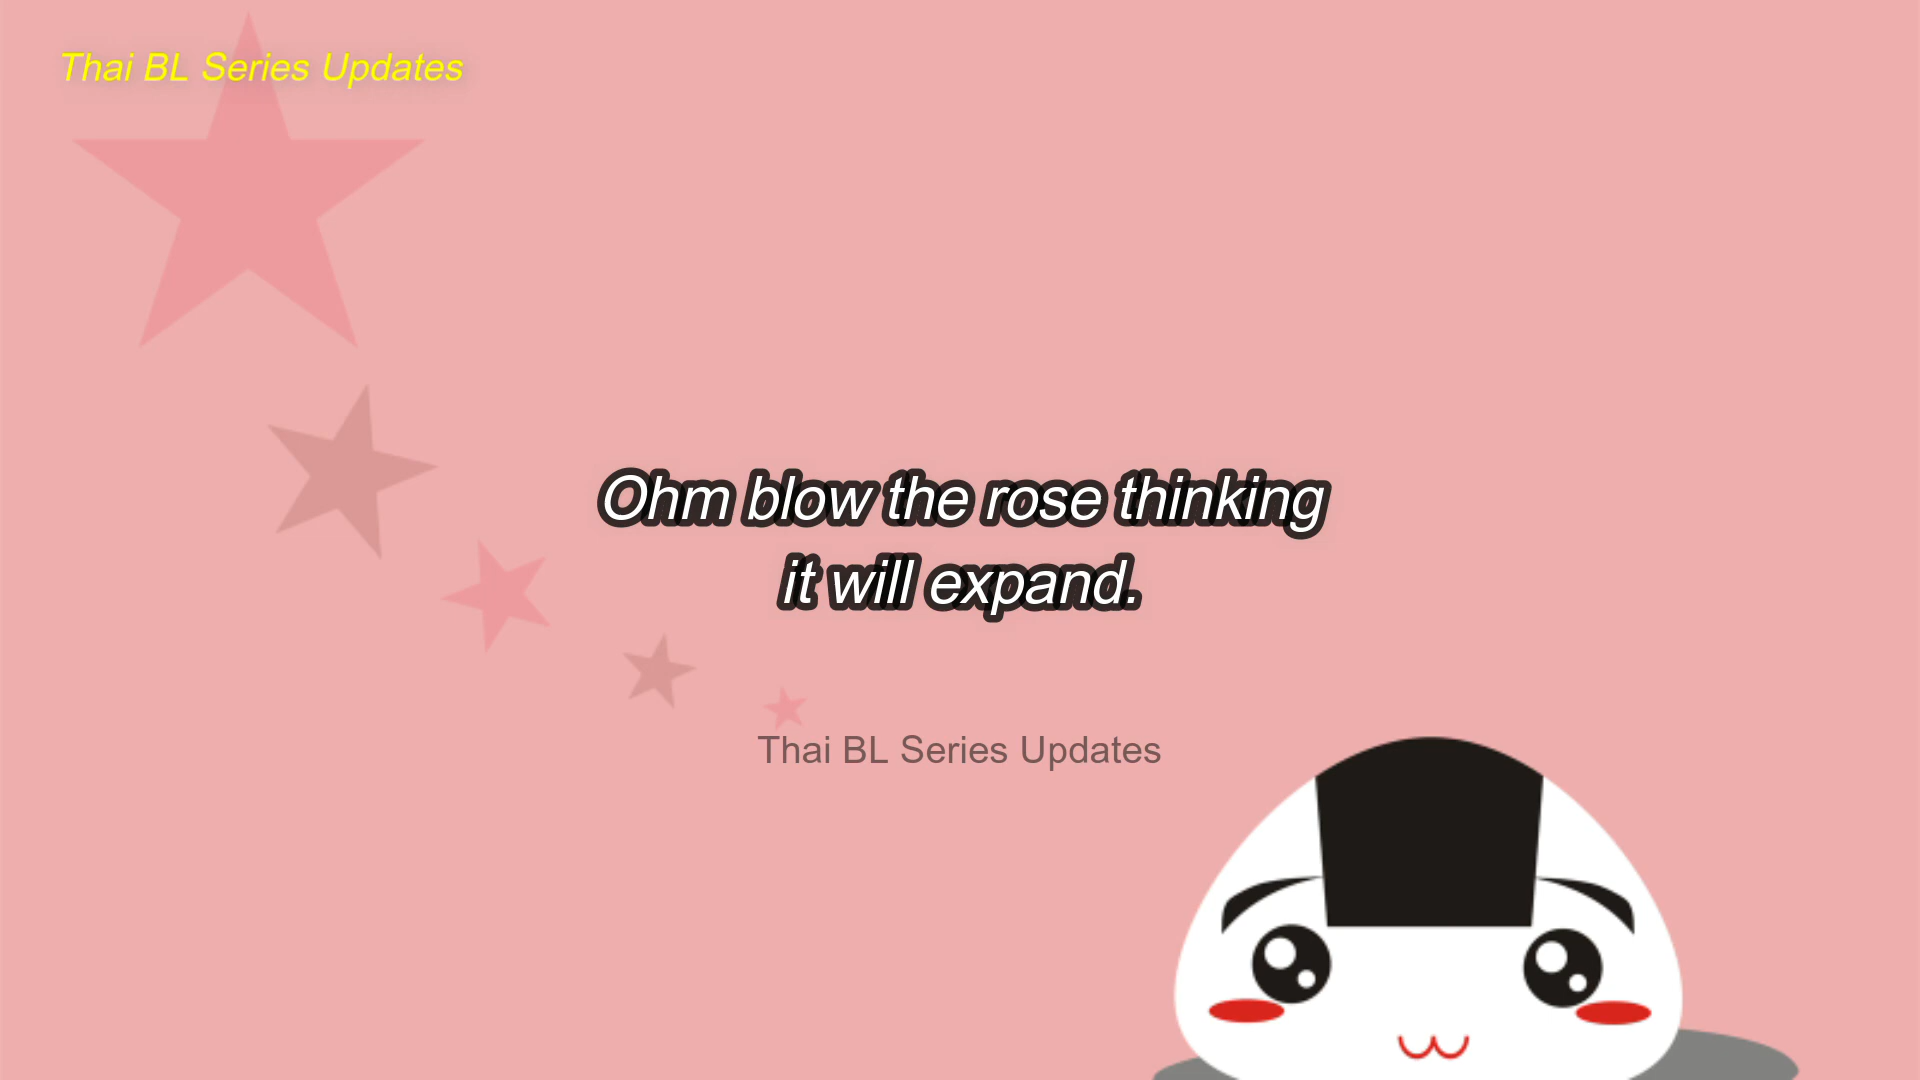 Thai BL Series Updates
Ohm blow the rose thinking
it will expand.
Thai BL Series Updates